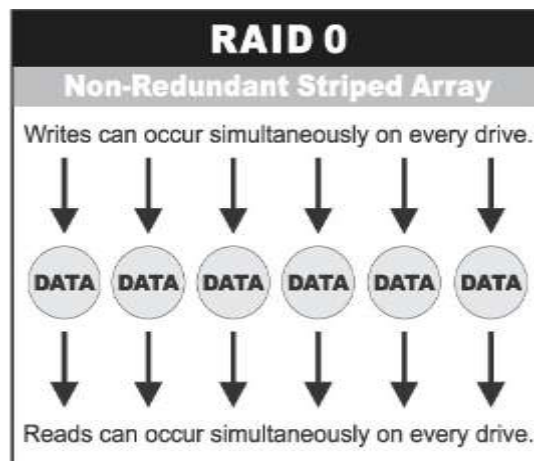 RAID 0
Non-Redundant Striped Array
Writes can occur simultaneously on every drive.
DATA DATA DATA DATA DATA DATA
Reads can occur simultaneously on every drive.